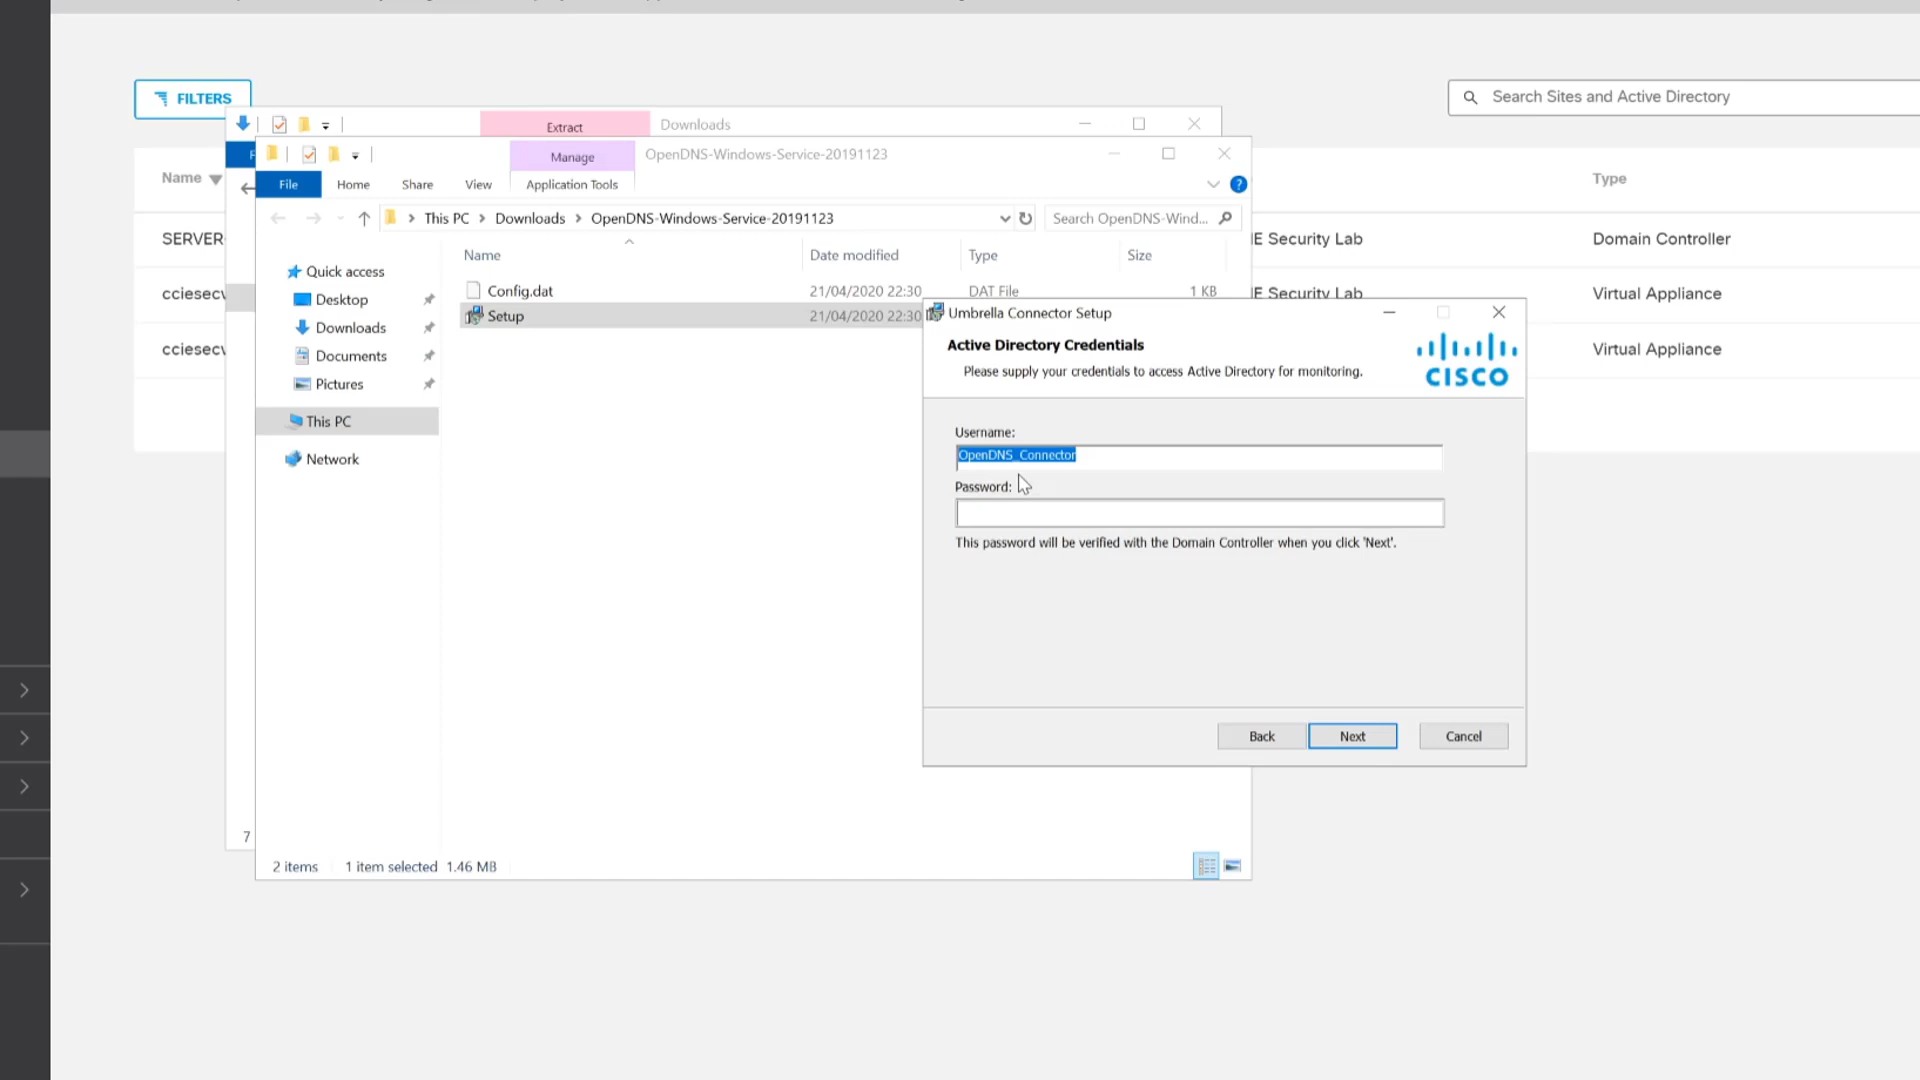 FILTERS
Search Sites and Active Directory
Extract
Downloads
Manage
OpenDNS-Windows-Service-20191123
Name
Type
File
Home
Share
View
Application Tools
This PC
Downloads
OpenDNS-Windows-Service-20191123
Search OpenDNS-Wind...
SERVER
E Security Lab
Domain Controller
Name
Date modified
Type
Size
Quick access
Config.dat
21/04/2020 22:30
DAT File
1 KB
cciesecv
E Security Lab
Virtual Appliance
Desktop
Setup
21/04/2020 22:30
Umbrella Connector Setup
Downloads
Active Directory Credentials
cciesecv
Virtual Appliance
Documents
Please supply your credentials to access Active Directory for monitoring.
CISCO
Pictures
This PC
Username:
Network
OpenDNS_Connector
Password:
This password will be verified with the Domain Controller when you click 'Next'.
Back
Next
Cancel
7
2 items
1 item selected
1.46 MB